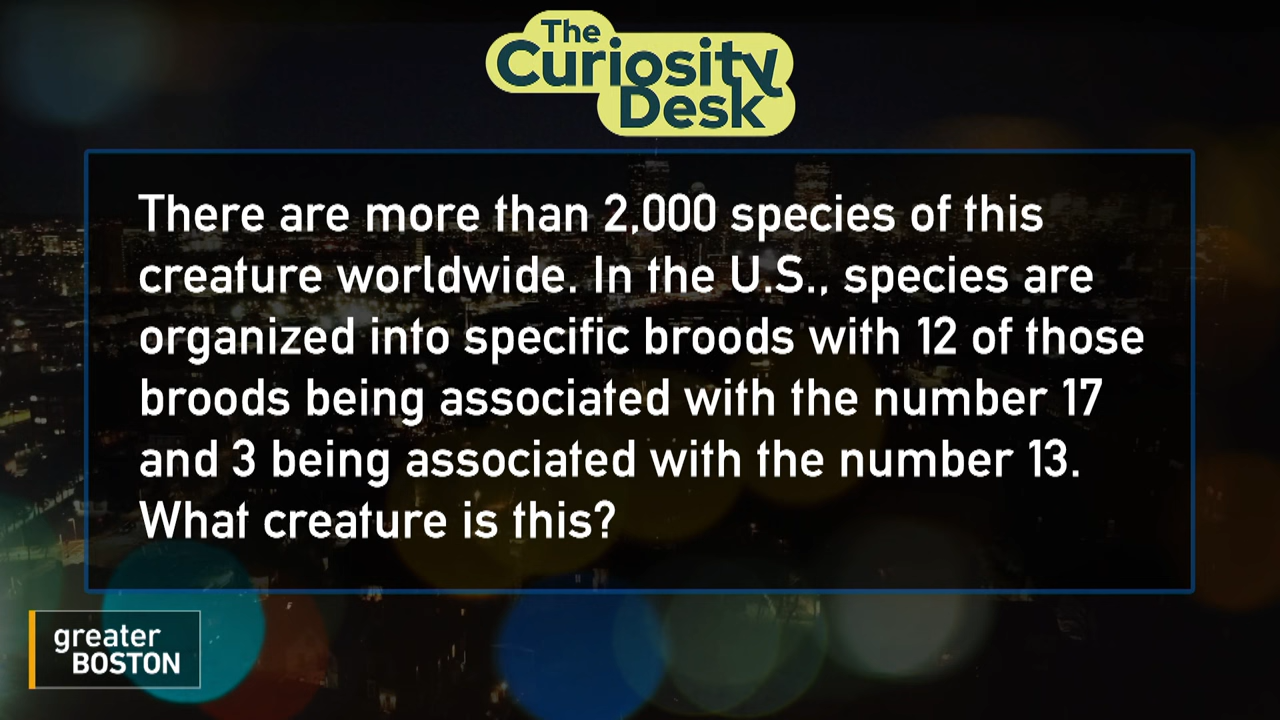 The
Curiosity
Desk
There are more than 2,000 species of this
creature worldwide. In the U.S., species are
organized into specific broods with 12 of those
broods being associated with the number 17
and 3 being associated with the number 13.
What creature is this?
greater
BOSTON